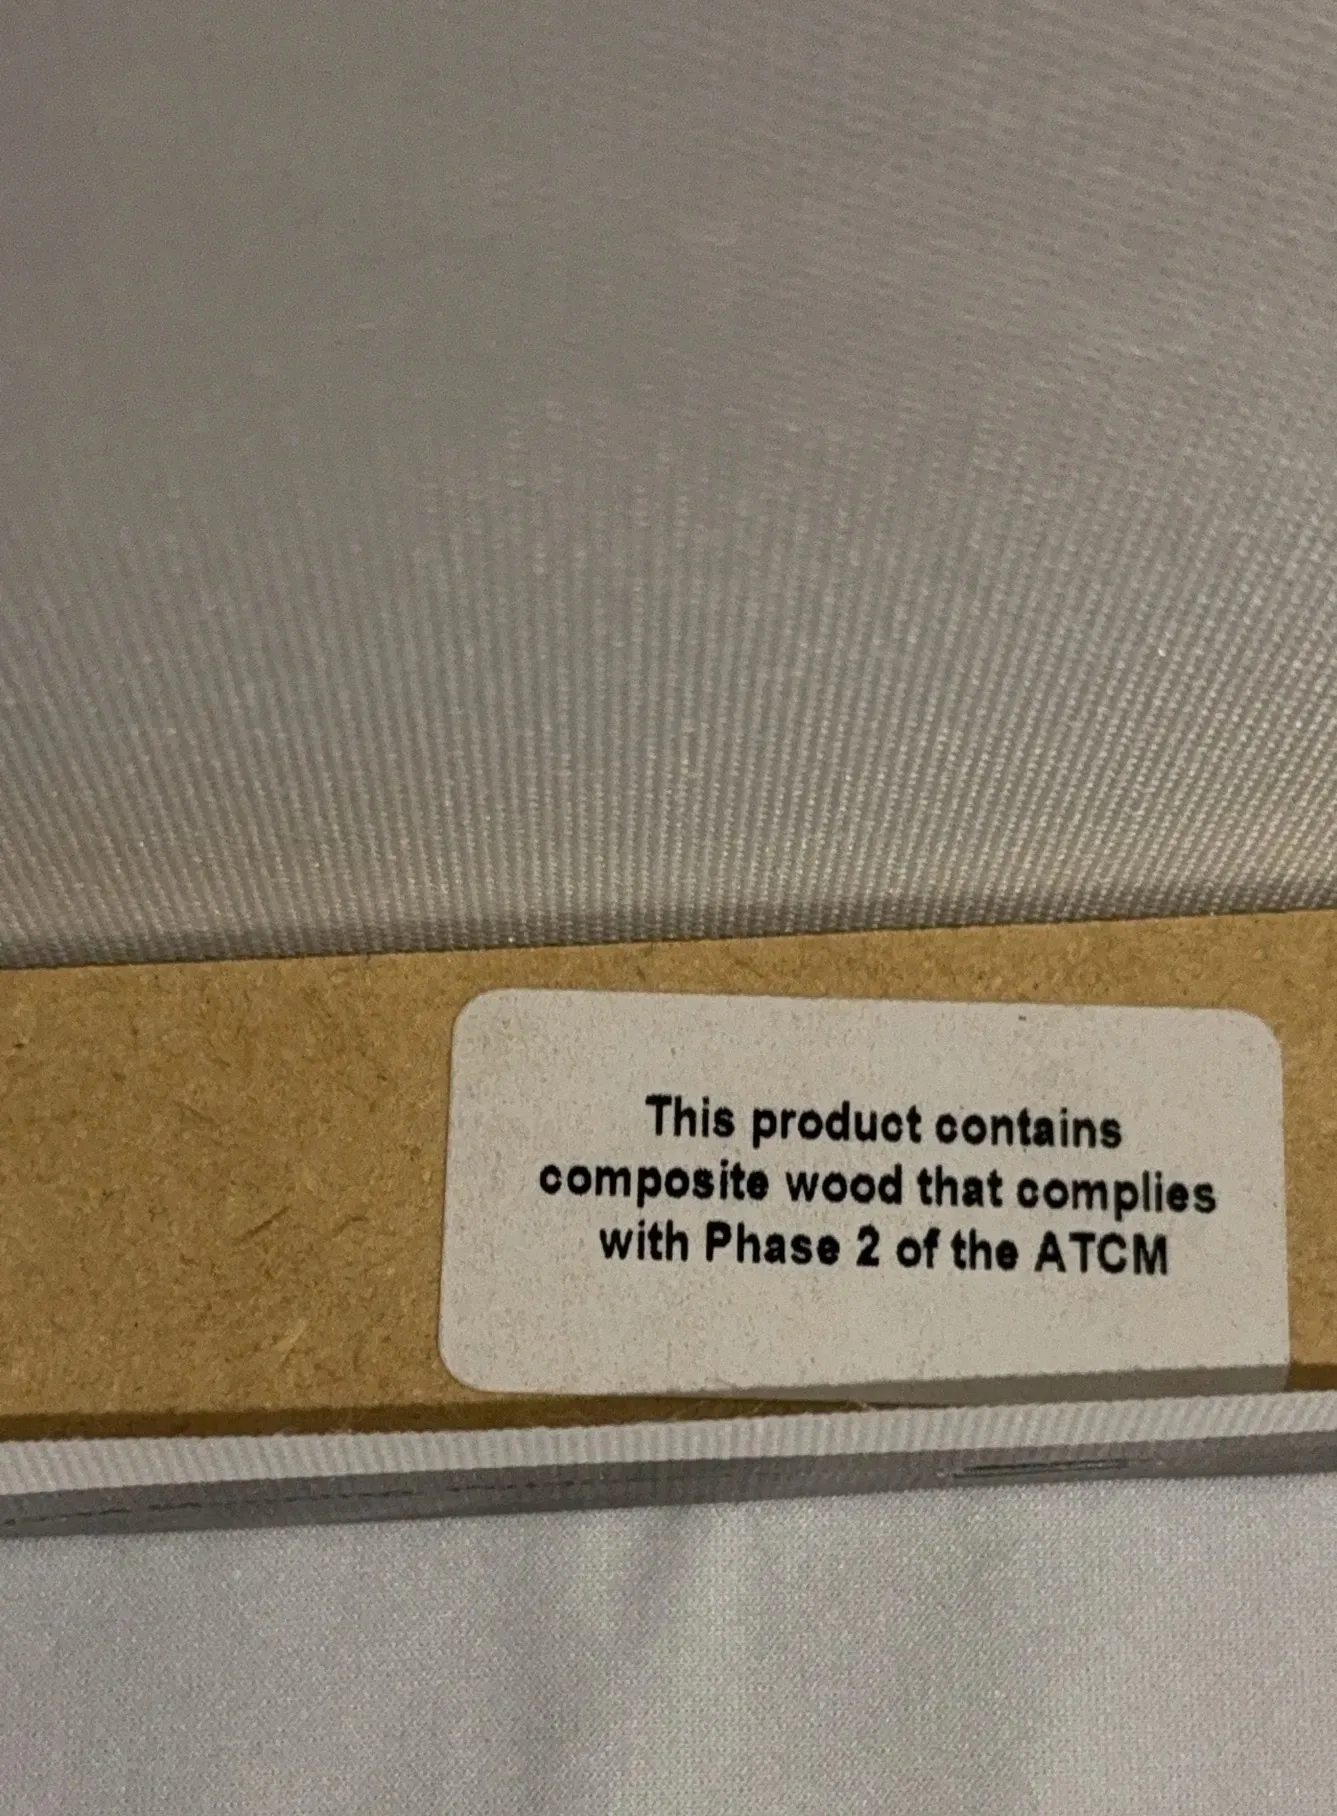 This product contains
composite wood that complies
with Phase 2 of the ATCM